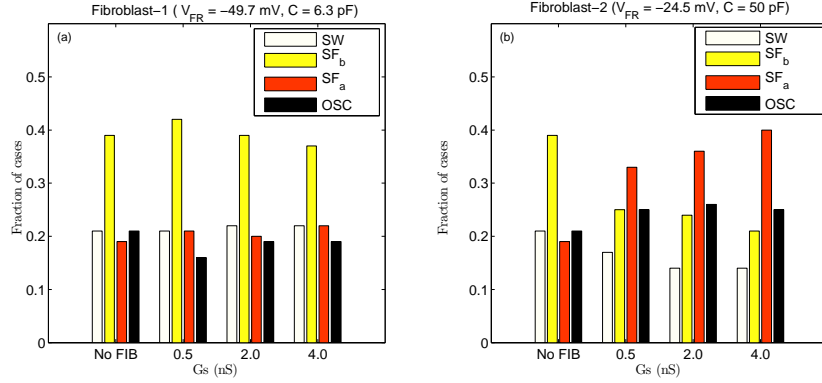 Fibroblast−1 ( V_FR = −49.7 mV, C = 6.3 pF)
(a)
SW
SF_b
SF_a
OSC
Fraction of cases
0.5
0.4
0.3
0.2
0.1
0
No FIB 0.5 2.0 4.0
Gs (nS)
Fibroblast−2 (V_FR = −24.5 mV, C = 50 pF)
(b)
SW
SF_b
SF_a
OSC
Fraction of cases
0.5
0.4
0.3
0.2
0.1
0
No FIB 0.5 2.0 4.0
Gs (nS)